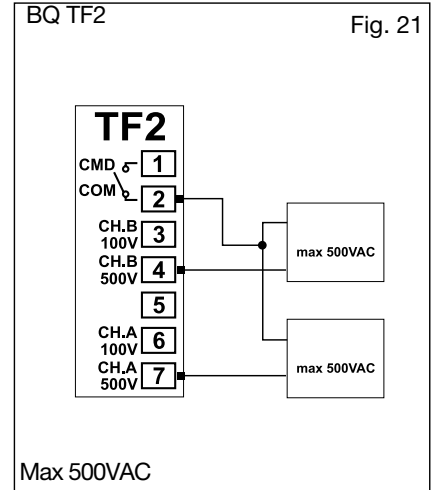 BQ TF2
Fig. 21
TF2
CMD
1
COM
2
CH.B
100V
3
CH.B
500V
4
5
CH.A
100V
6
CH.A
500V
7
max 500VAC
max 500VAC
Max 500VAC